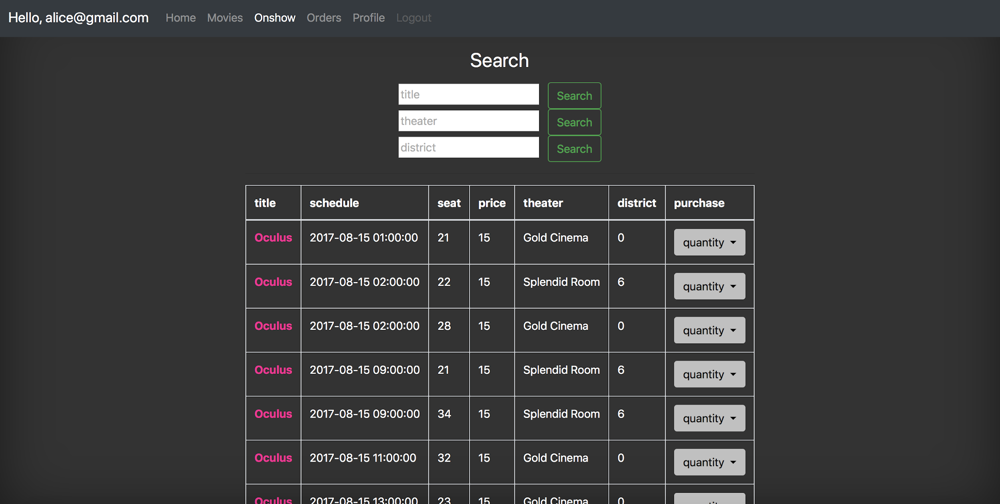 Hello, alice@gmail.com Home Movies Onshow Orders Profile Logout
Search
title Search
theater Search
district Search
title schedule seat price theater district purchase
Oculus 2017-08-15 01:00:00 21 15 Gold Cinema 0 quantity
Oculus 2017-08-15 02:00:00 22 15 Splendid Room 6 quantity
Oculus 2017-08-15 02:00:00 28 15 Gold Cinema 0 quantity
Oculus 2017-08-15 09:00:00 21 15 Splendid Room 6 quantity
Oculus 2017-08-15 09:00:00 34 15 Splendid Room 6 quantity
Oculus 2017-08-15 11:00:00 32 15 Gold Cinema 0 quantity
Oculus 2017-08-15 13:00:00 23 15 Gold Cinema 0